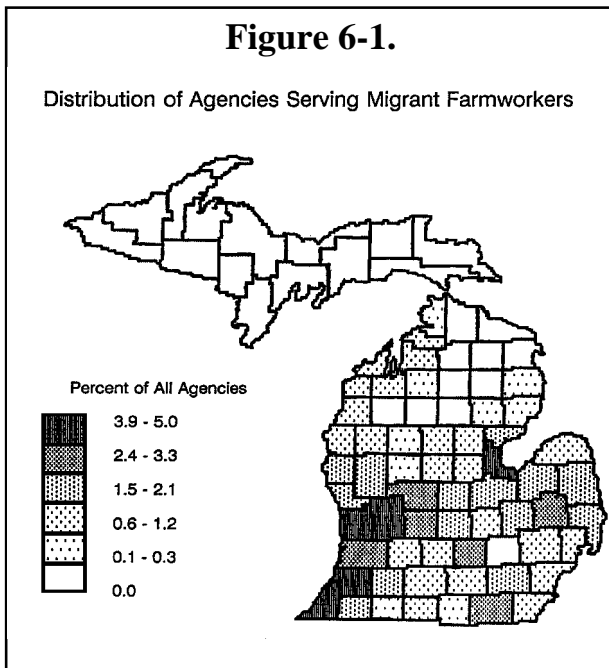 Figure 6-1.
Distribution of Agencies Serving Migrant Farmworkers
Percent of All Agencies
3.9 - 5.0
2.4 - 3.3
1.5 - 2.1
0.6 - 1.2
0.1 - 0.3
0.0